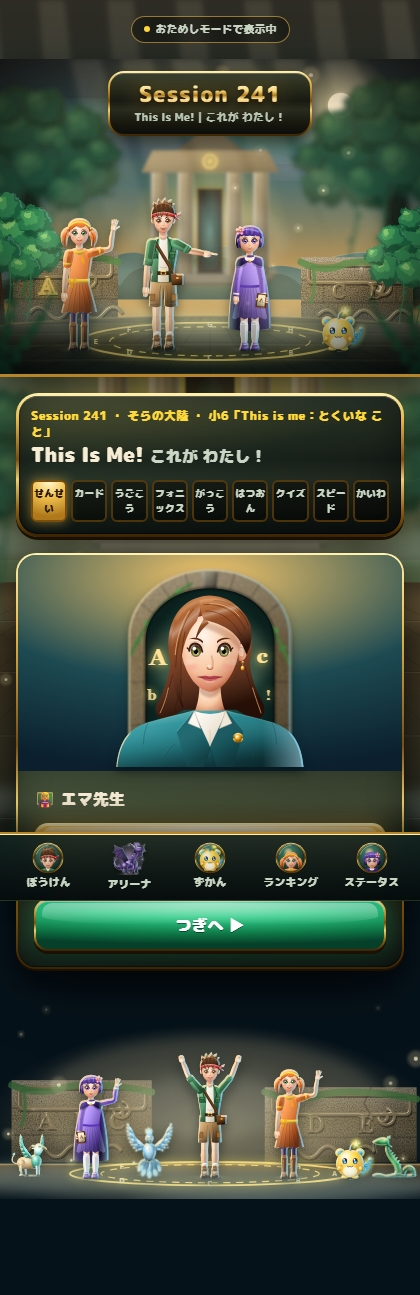 おためしモードで表示中
Session 241
This Is Me! | これが わたし！
A
Session 241 ・ そらの大陸 ・ 小6「This is me：とくいな こ
と」
This Is Me! これが わたし！
せんせ
い
カード
うごこ
う
フォニ
ックス
がっこ
う
はつお
ん
クイズ
スピー
ド
かいわ
A c
b !
エマ先生
ぼうけん
アリーナ
ずかん
ランキング
ステータス
つぎへ ▶
A D E